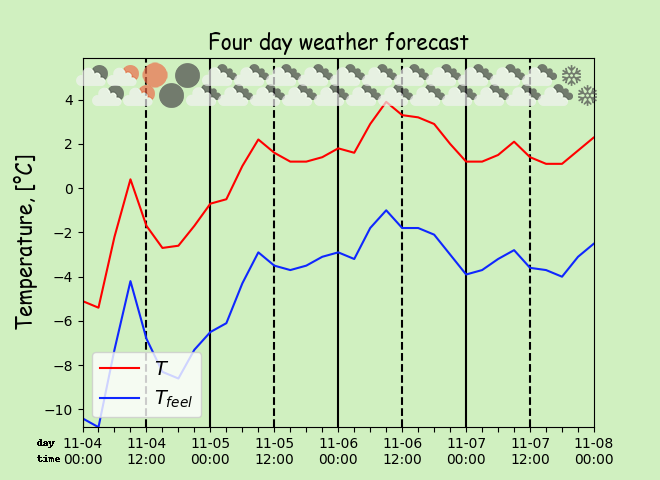 Four day weather forecast
Temperature, [°C]
4
2
0
−2
−4
−6
−8
−10
T
T_feel
day 11-04 11-04 11-05 11-05 11-06 11-06 11-07 11-07 11-08
time 00:00 12:00 00:00 12:00 00:00 12:00 00:00 12:00 00:00